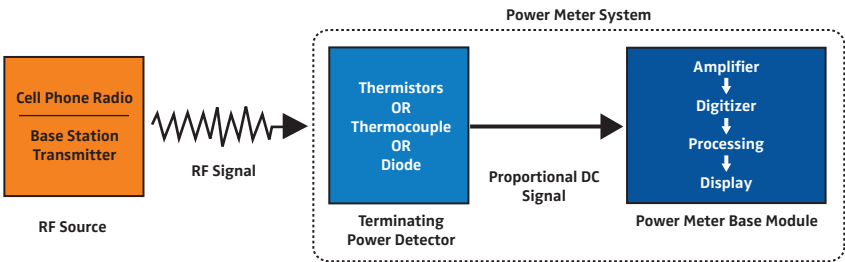 Power Meter System
Cell Phone Radio
Base Station
Transmitter
RF Source
RF Signal
Thermistors
OR
Thermocouple
OR
Diode
Terminating
Power Detector
Proportional DC
Signal
Amplifier
Digitizer
Processing
Display
Power Meter Base Module